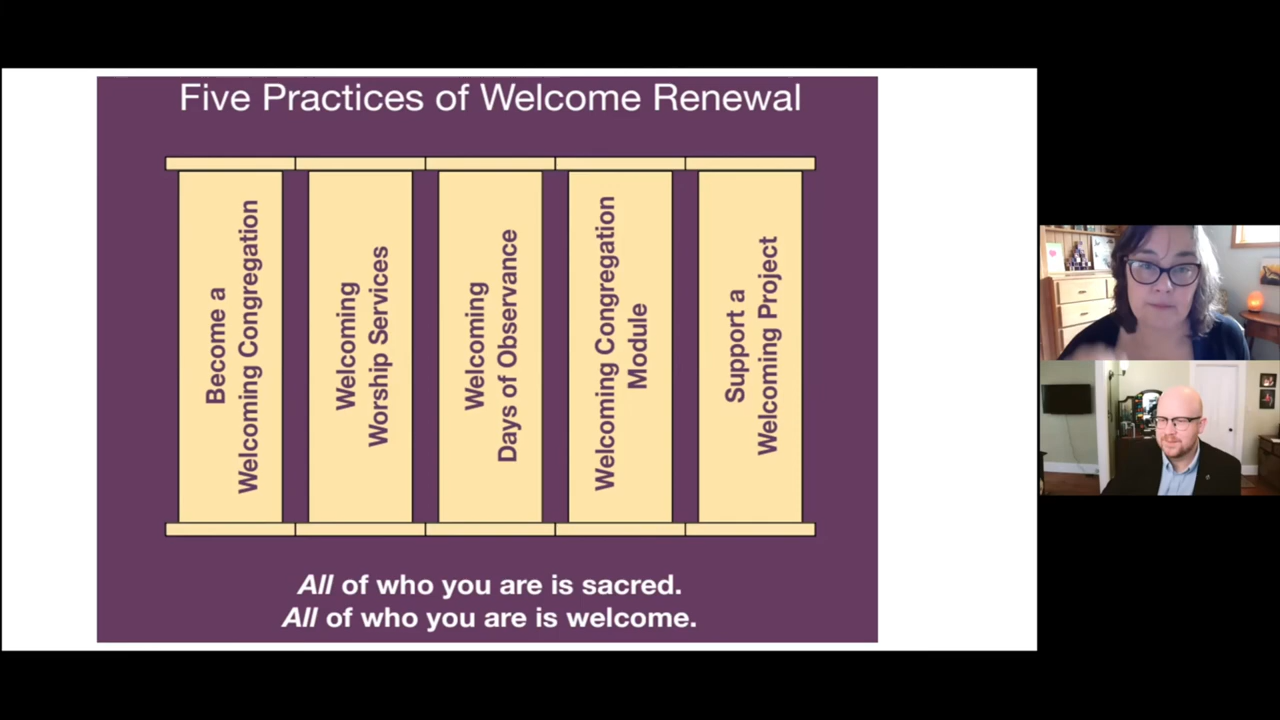 Five Practices of Welcome Renewal
Become a
Welcoming Congregation
Welcoming
Worship Services
Welcoming
Days of Observance
Welcoming Congregation
Module
Support a
Welcoming Project
All of who you are is sacred.
All of who you are is welcome.